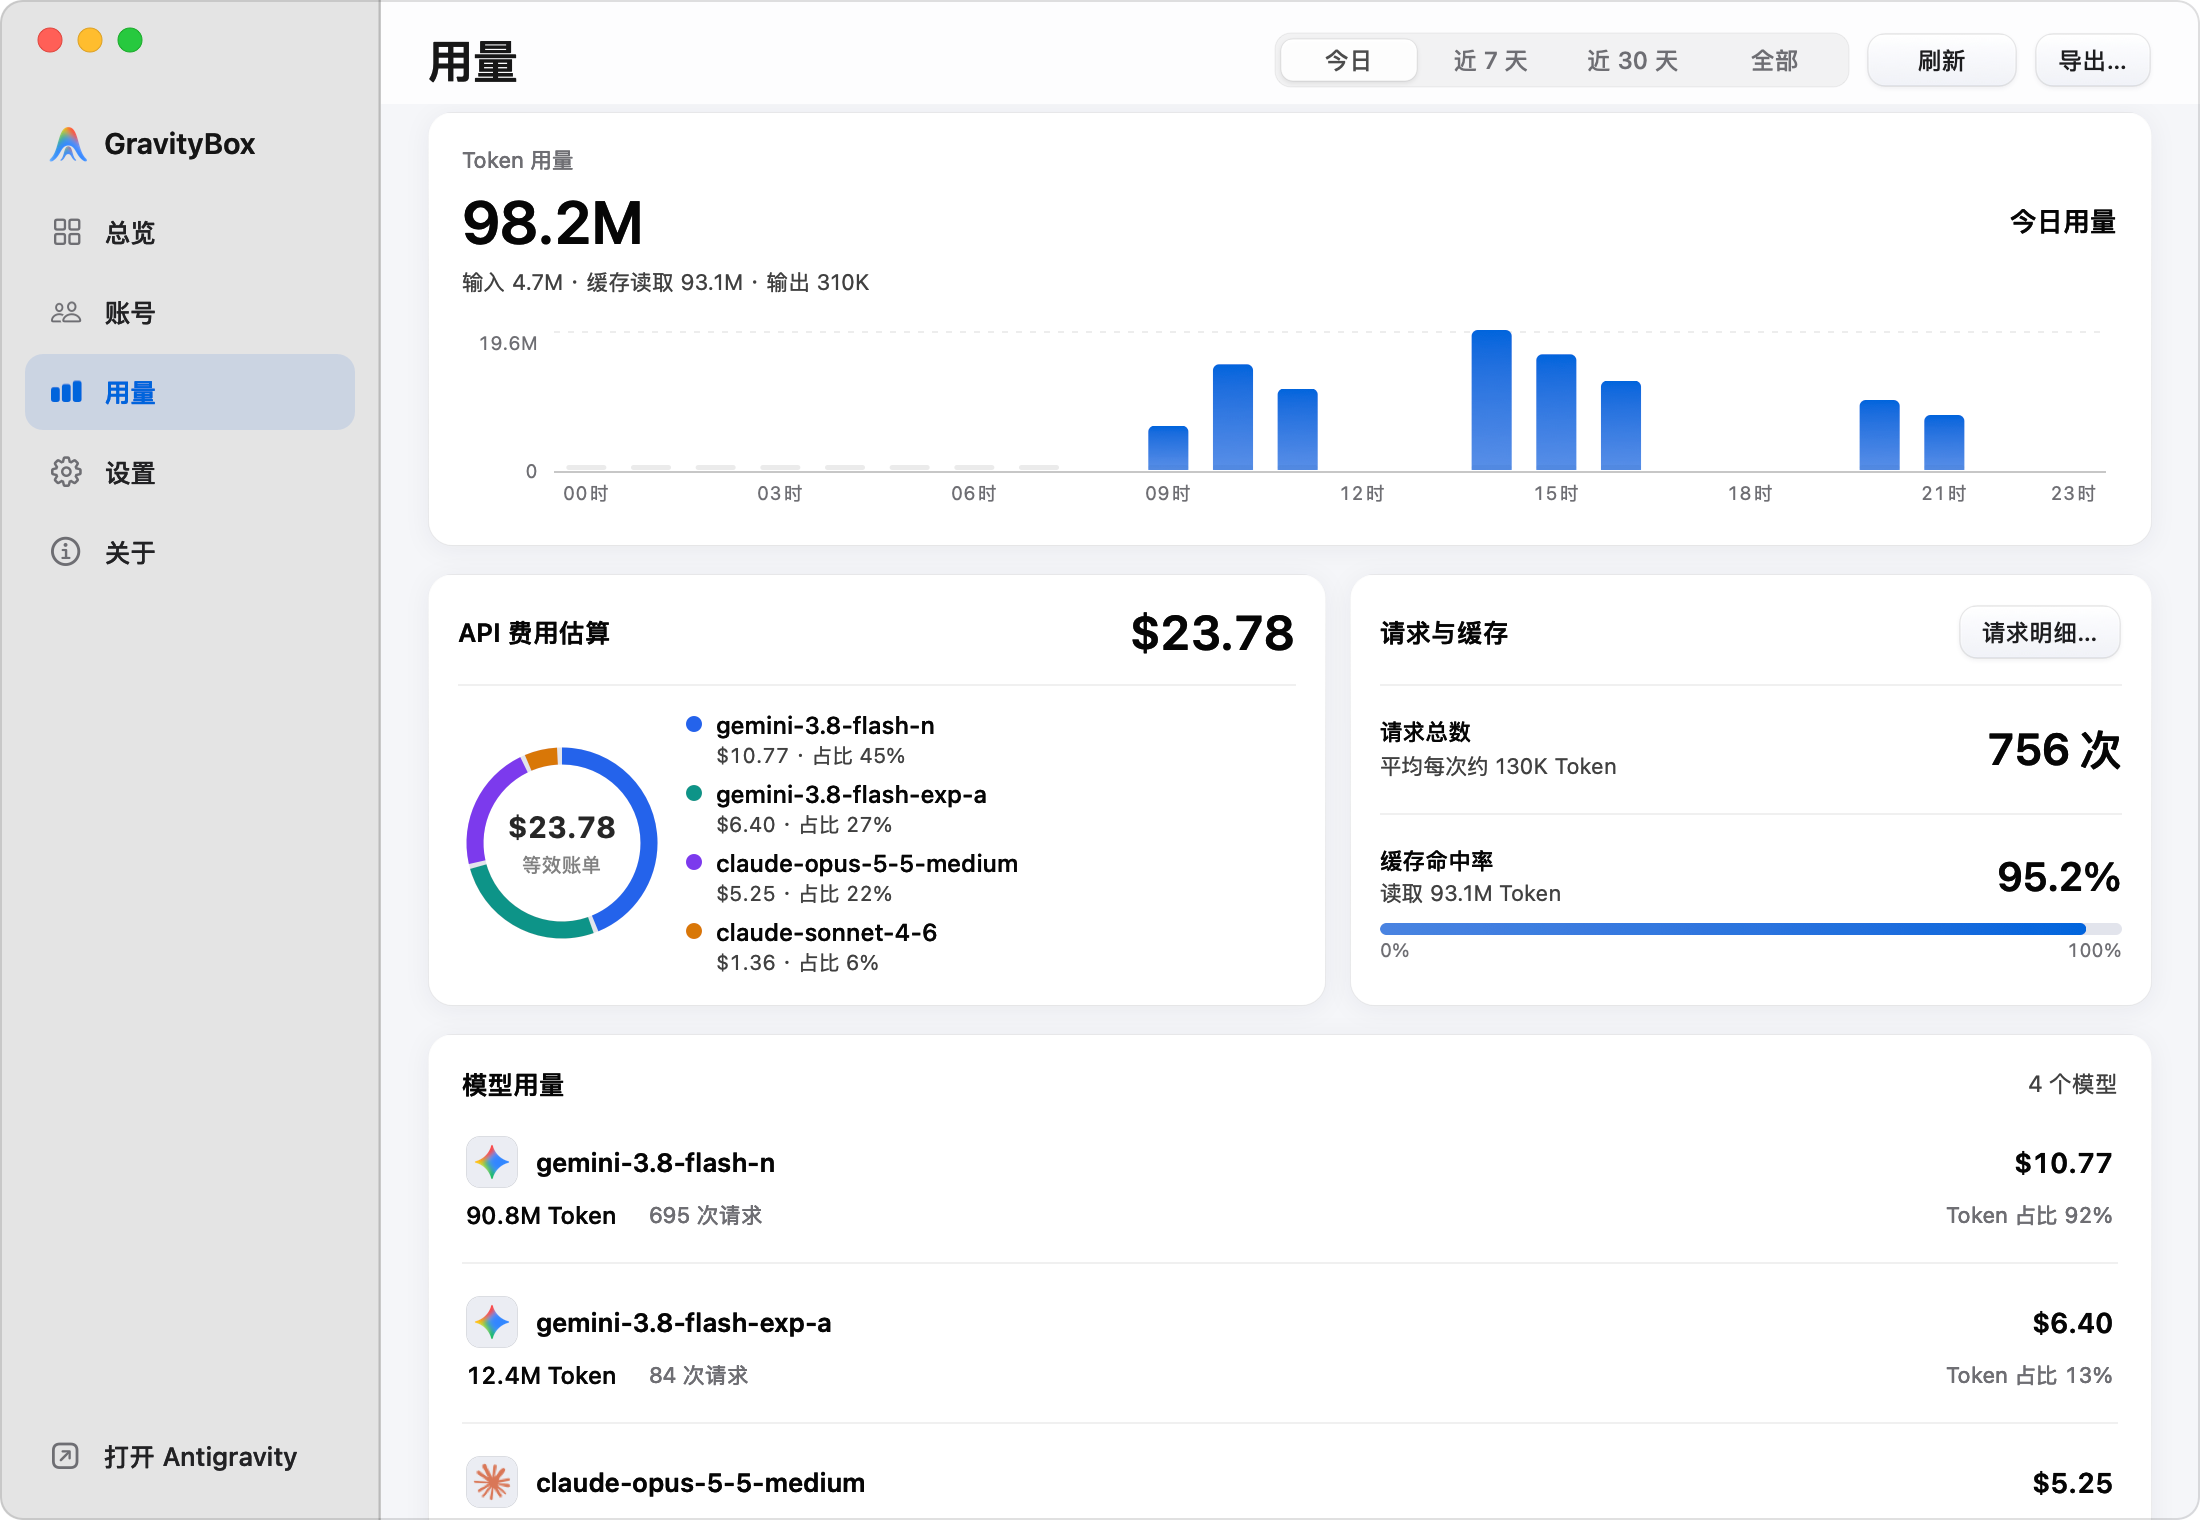 GravityBox
总览
账号
用量
设置
关于
打开 Antigravity
用量
今日 近 7 天 近 30 天 全部 刷新 导出...
Token 用量
98.2M
今日用量
输入 4.7M · 缓存读取 93.1M · 输出 310K
19.6M
0
00时 03时 06时 09时 12时 15时 18时 21时 23时
API 费用估算 $23.78
$23.78
等效账单
gemini-3.8-flash-n
$10.77 · 占比 45%
gemini-3.8-flash-exp-a
$6.40 · 占比 27%
claude-opus-5-5-medium
$5.25 · 占比 22%
claude-sonnet-4-6
$1.36 · 占比 6%
请求与缓存 请求明细...
请求总数
平均每次约 130K Token
756 次
缓存命中率
读取 93.1M Token
95.2%
0% 100%
模型用量 4 个模型
gemini-3.8-flash-n $10.77
90.8M Token 695 次请求 Token 占比 92%
gemini-3.8-flash-exp-a $6.40
12.4M Token 84 次请求 Token 占比 13%
claude-opus-5-5-medium $5.25